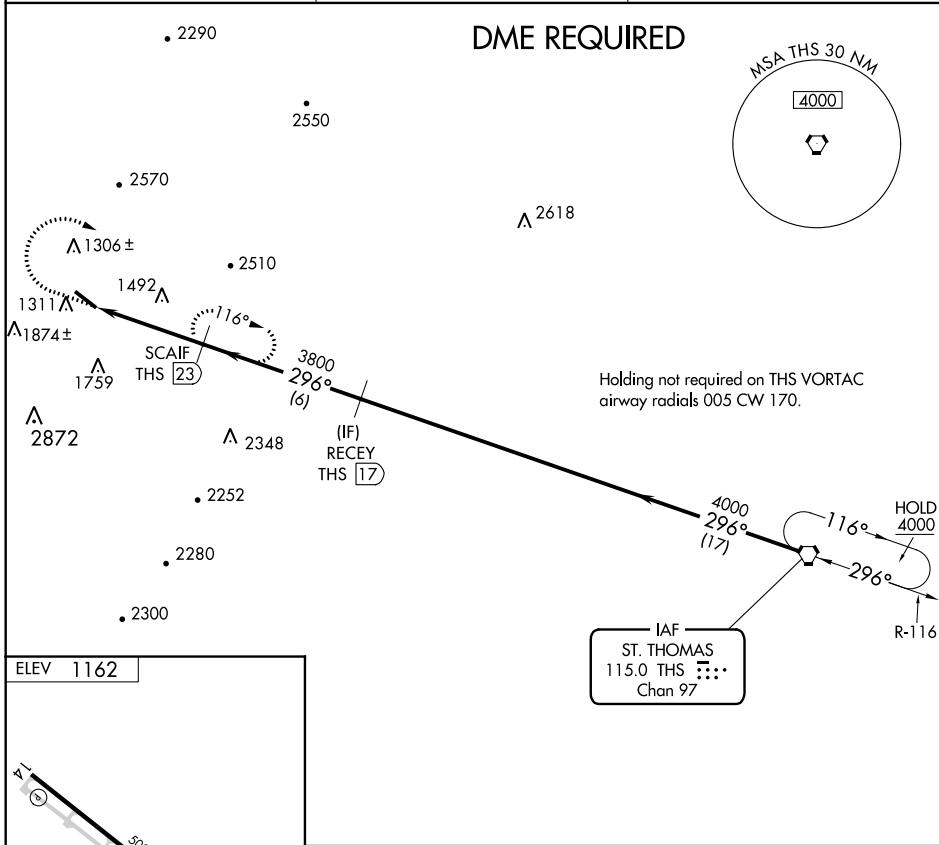 DME REQUIRED
MSA THS 30 NM
4000
2290
2550
2570
2618
1306 ±
2510
1492
1311
1874 ±
116°
SCAIF
THS 23
1759
3800
296°
(6)
Holding not required on THS VORTAC
airway radials 005 CW 170.
2872
2348
(IF)
RECEY
THS 17
2252
4000
296°
(17)
116°
HOLD
4000
296°
R-116
2280
2300
IAF
ST. THOMAS
115.0 THS
Chan 97
ELEV 1162
14